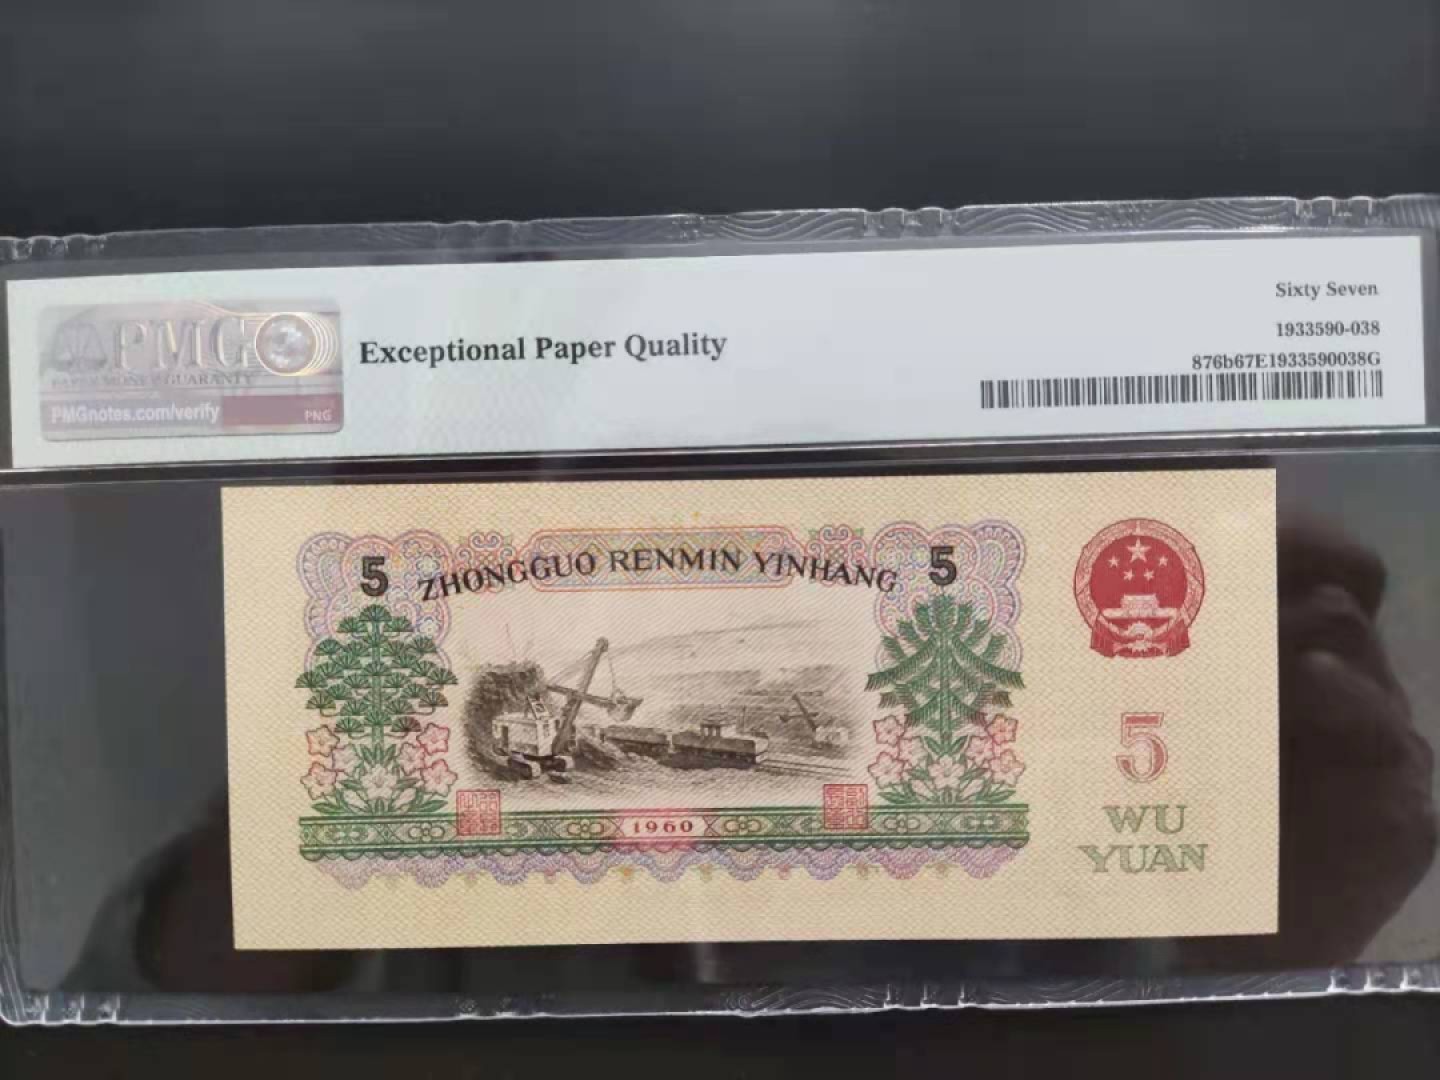 Sixty Seven
PMG
PAPER MONEY GUARANTY
Exceptional Paper Quality
1933590-038
876b67E1933590038G
PMGnotes.com/verify
PNG
5
ZHONGGUO RENMIN YINHANG
5
5
1960
WU
YUAN